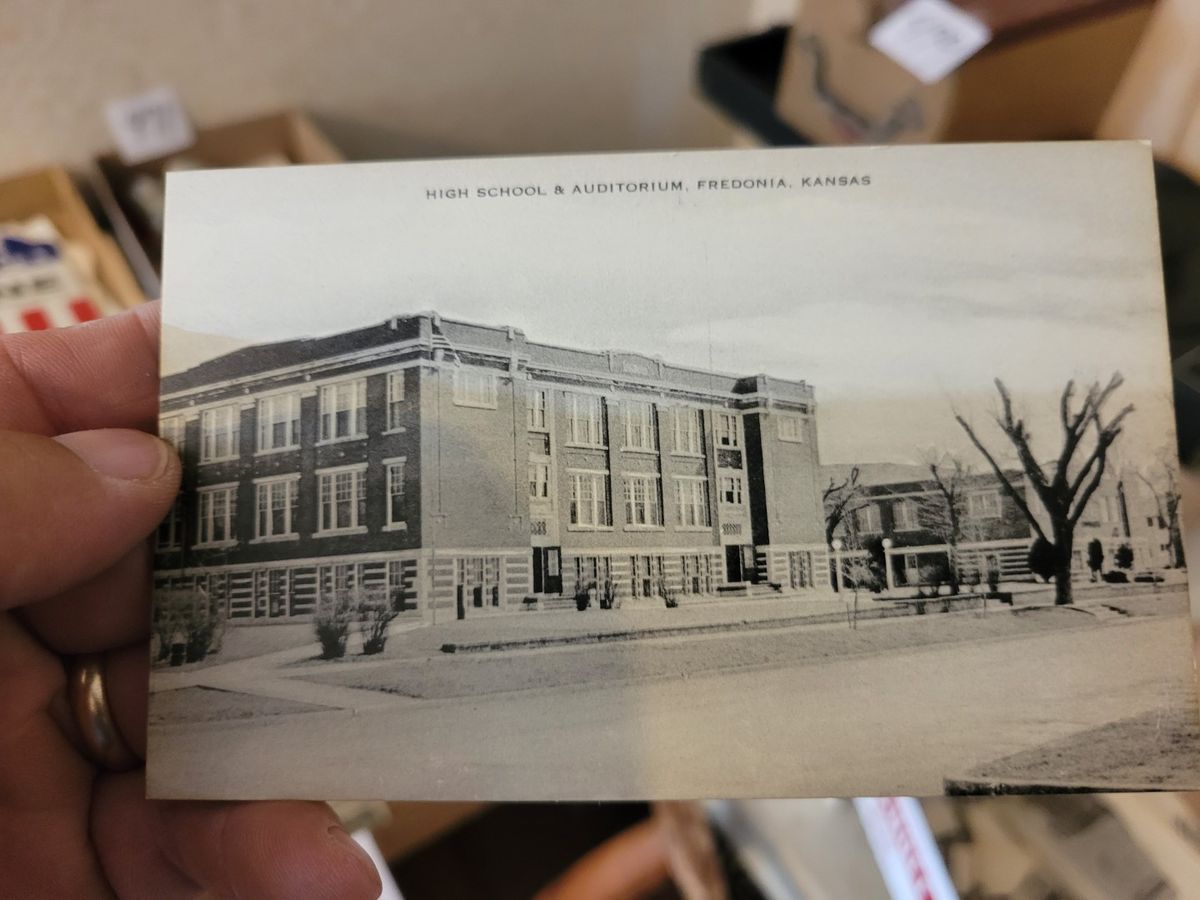 HIGH SCHOOL & AUDITORIUM, FREDONIA, KANSAS